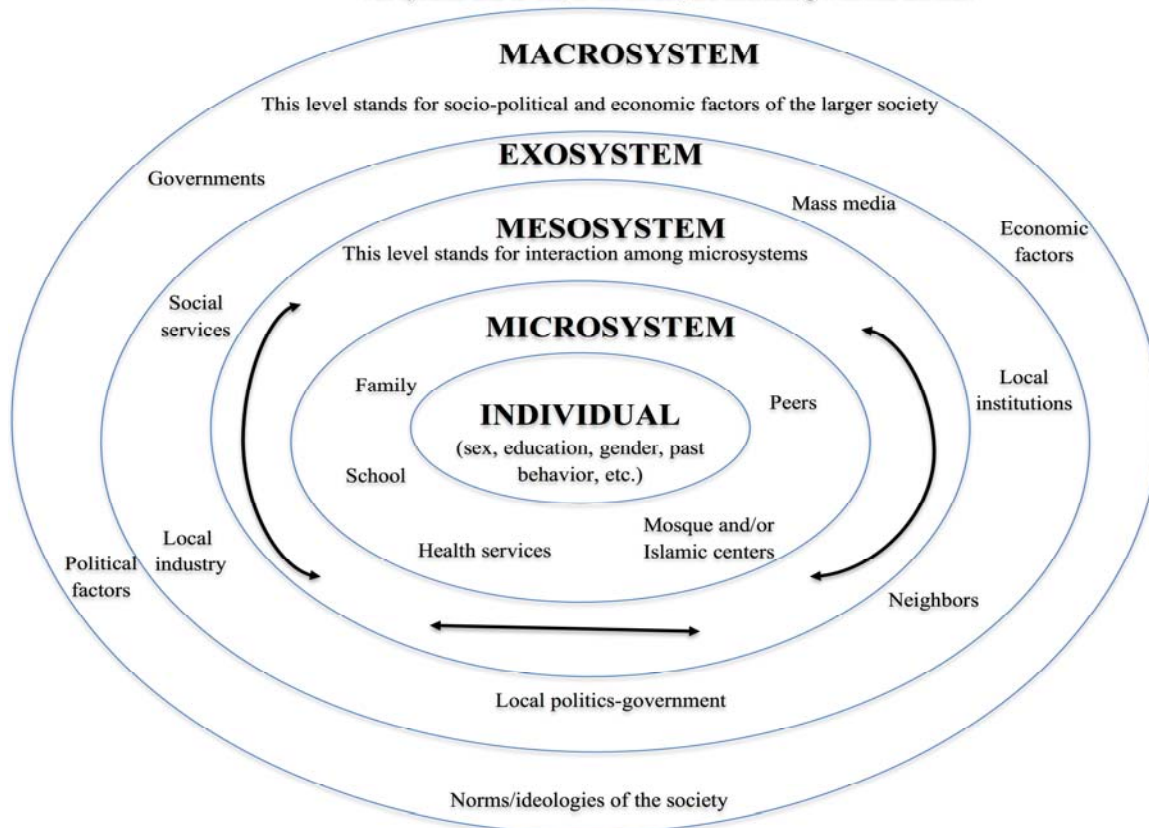 MACROSYSTEM
This level stands for socio-political and economic factors of the larger society
EXOSYSTEM
Governments
Mass media
MESOSYSTEM
This level stands for interaction among microsystems
Economic
factors
Social
services
MICROSYSTEM
Family
Peers
Local
institutions
INDIVIDUAL
(sex, education, gender, past
behavior, etc.)
School
Mosque and/or
Islamic centers
Health services
Local
industry
Political
factors
Neighbors
Local politics-government
Norms/ideologies of the society